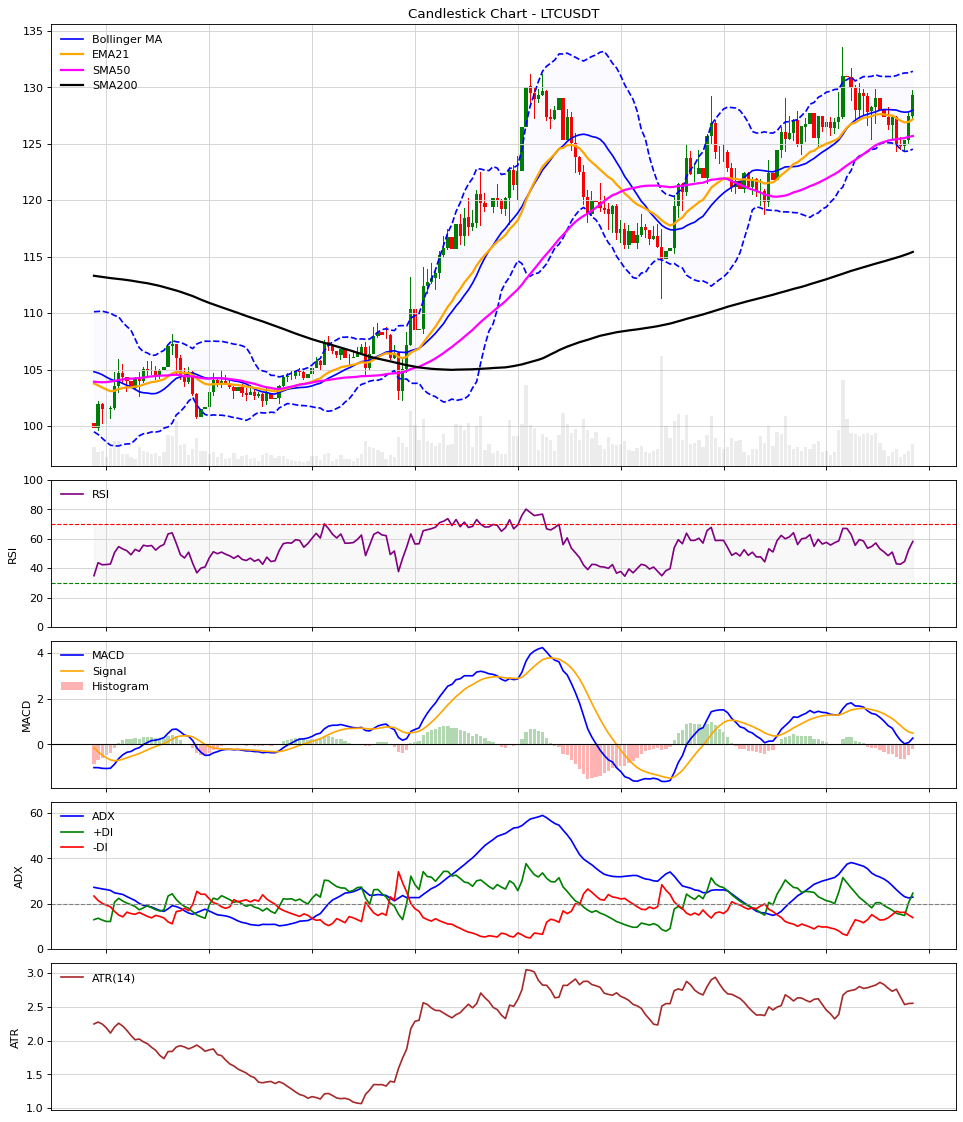 Candlestick Chart - LTCUSDT
135
130
125
120
115
110
105
100
Bollinger MA
EMA21
SMA50
SMA200
100
80
60
40
20
0
RSI
RSI
4
2
0
MACD
MACD
Signal
Histogram
60
40
20
0
ADX
ADX
+DI
-DI
3.0
2.5
2.0
1.5
1.0
ATR
ATR(14)